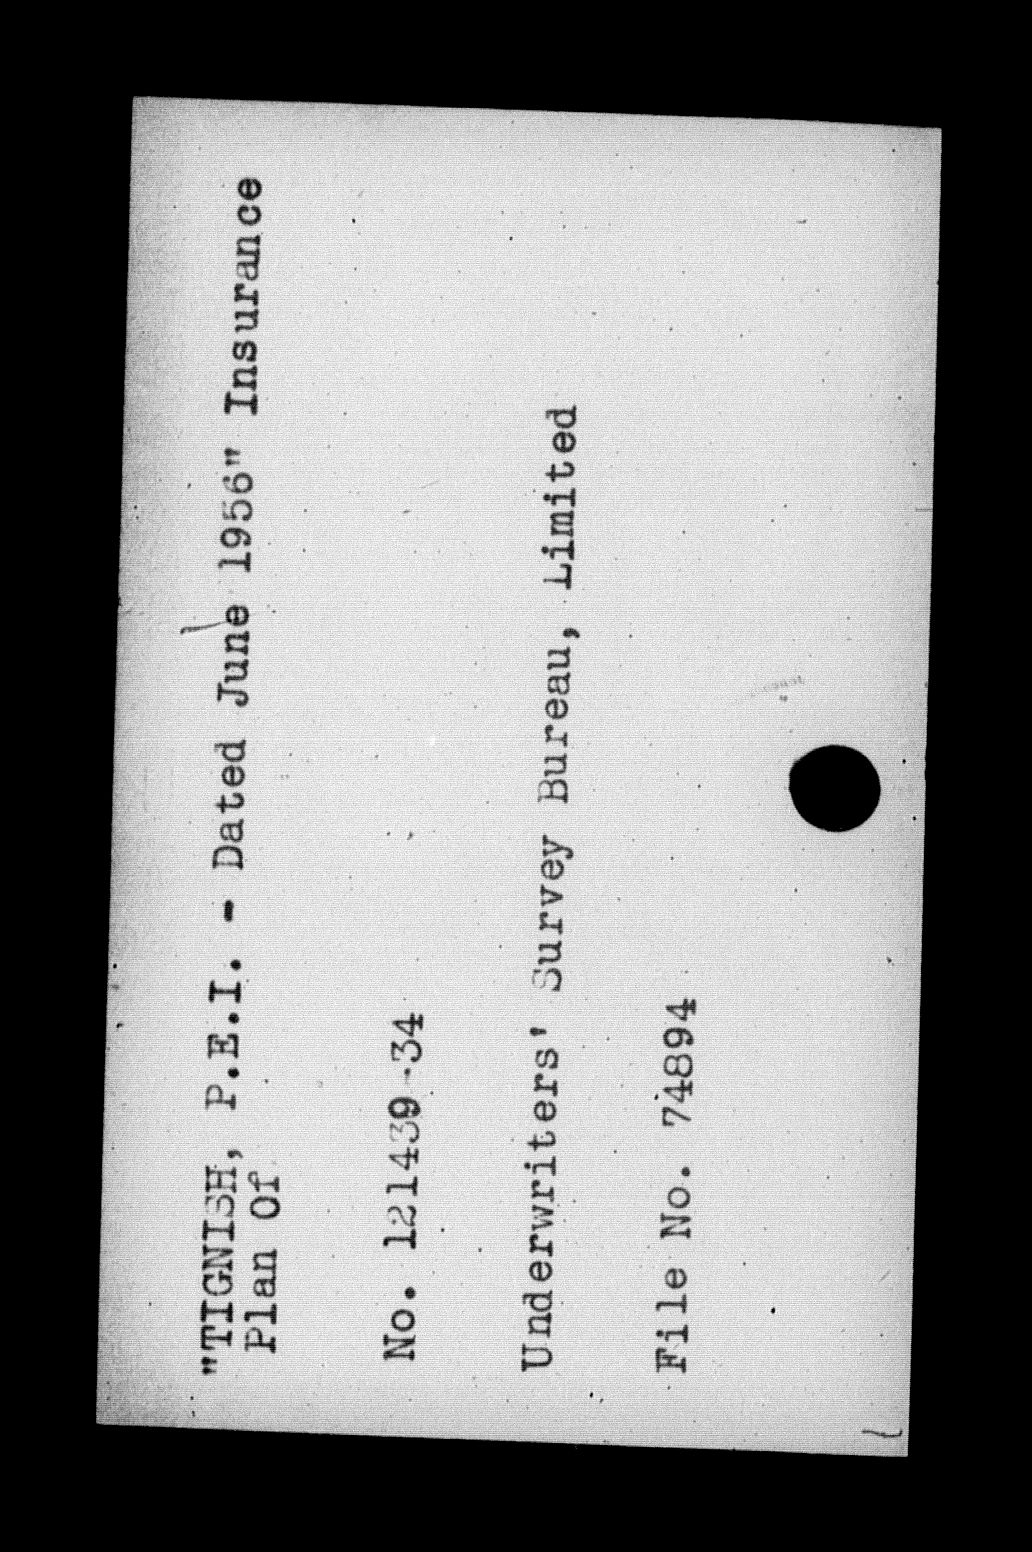 "TIGNISH, P.E.I. - Dated June 1956" Insurance
Plan Of
No. 121439-34
Underwriters' Survey Bureau, Limited
File No. 74894